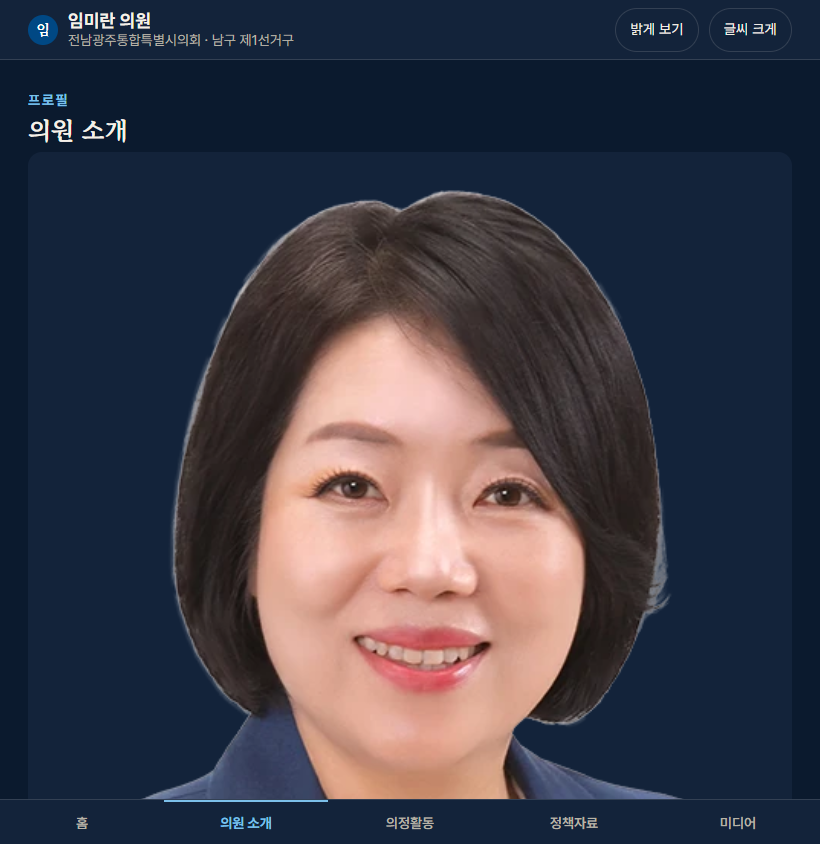 임
임미란 의원
전남광주통합특별시의회 · 남구 제1선거구
밝게 보기
글씨 크게
프로필
의원 소개
홈
의원 소개
의정활동
정책자료
미디어